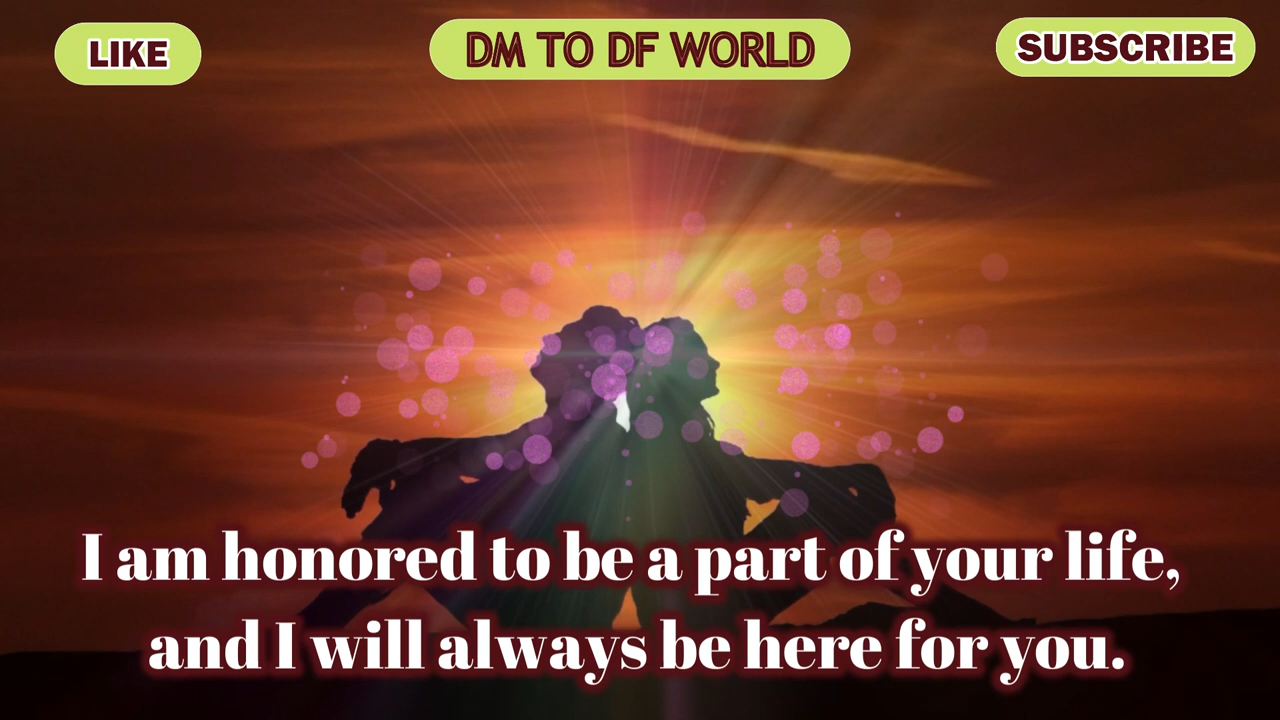 LIKE
DM TO DF WORLD
SUBSCRIBE
I am honored to be a part of your life,
and I will always be here for you.